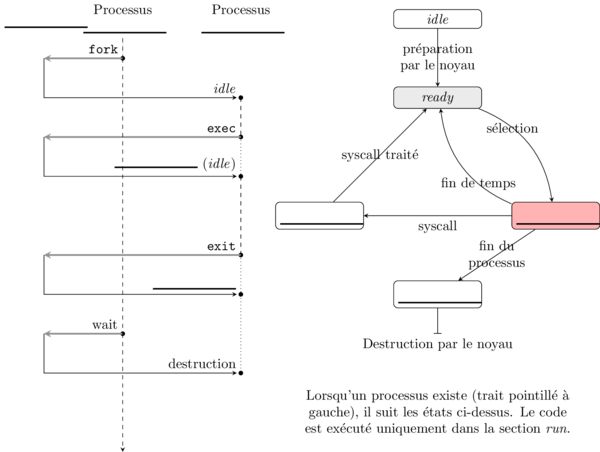 Processus Processus
fork
idle
exec
(idle)
exit
wait
destruction
idle
préparation
par le noyau
ready
sélection
syscall traité
fin de temps
syscall
fin du
processus
Destruction par le noyau
Lorsqu'un processus existe (trait pointillé à
gauche), il suit les états ci-dessus. Le code
est exécuté uniquement dans la section run.